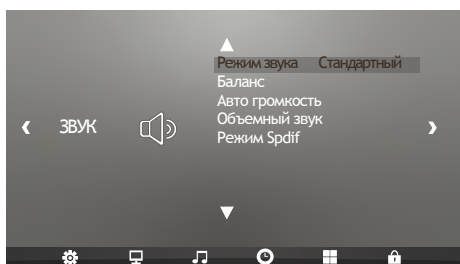 ЗВУК
Режим звука Стандартный
Баланс
Авто громкость
Объемный звук
Режим Spdif